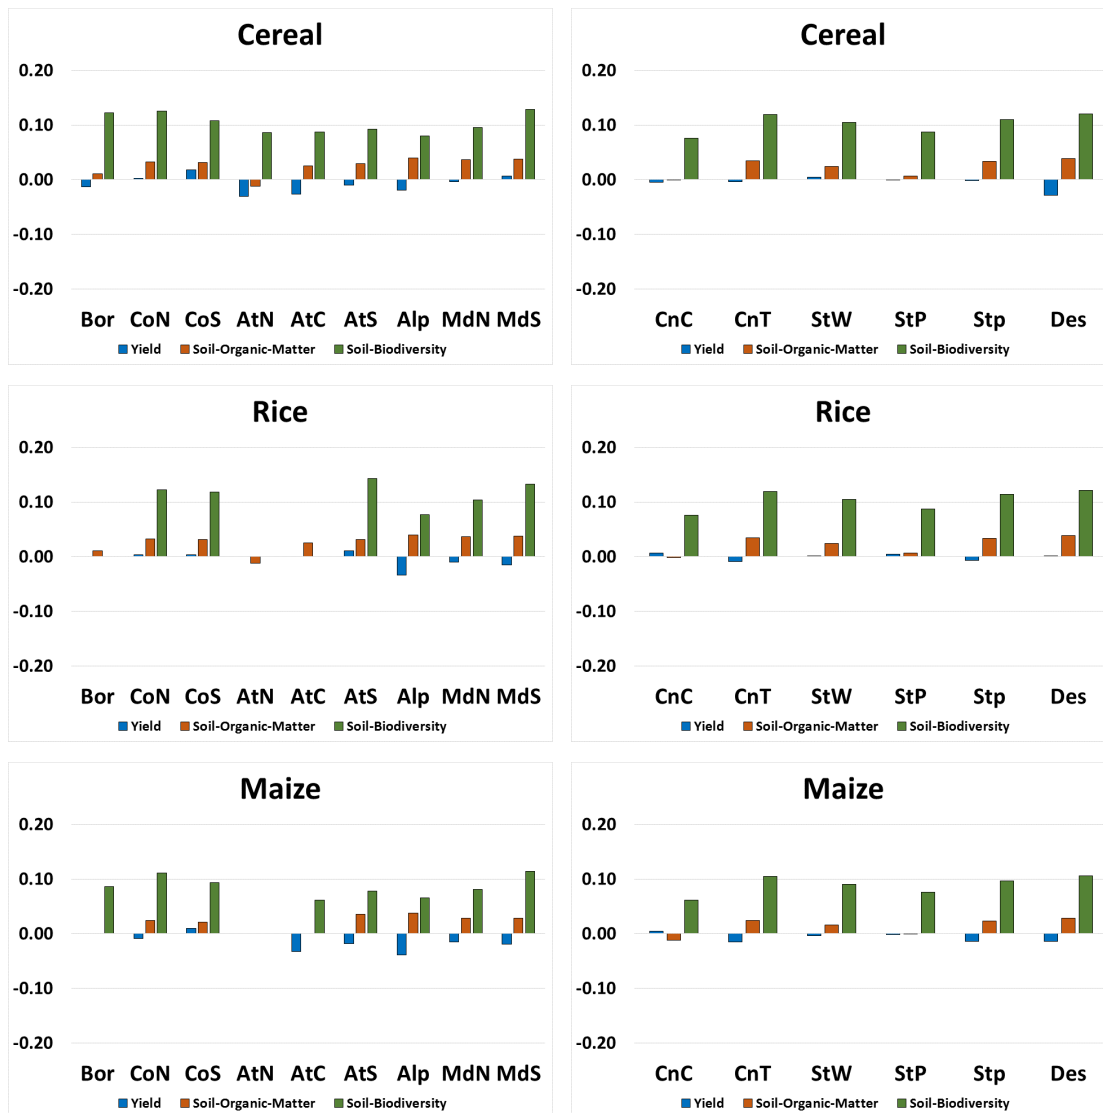 Cereal
0.20
0.10
0.00
-0.10
-0.20
Bor CoN CoS AtN AtC AtS Alp MdN MdS
Yield Soil-Organic-Matter Soil-Biodiversity
Cereal
0.20
0.10
0.00
-0.10
-0.20
CnC CnT StW StP Stp Des
Yield Soil-Organic-Matter Soil-Biodiversity
Rice
0.20
0.10
0.00
-0.10
-0.20
Bor CoN CoS AtN AtC AtS Alp MdN MdS
Yield Soil-Organic-Matter Soil-Biodiversity
Rice
0.20
0.10
0.00
-0.10
-0.20
CnC CnT StW StP Stp Des
Yield Soil-Organic-Matter Soil-Biodiversity
Maize
0.20
0.10
0.00
-0.10
-0.20
Bor CoN CoS AtN AtC AtS Alp MdN MdS
Yield Soil-Organic-Matter Soil-Biodiversity
Maize
0.20
0.10
0.00
-0.10
-0.20
CnC CnT StW StP Stp Des
Yield Soil-Organic-Matter Soil-Biodiversity